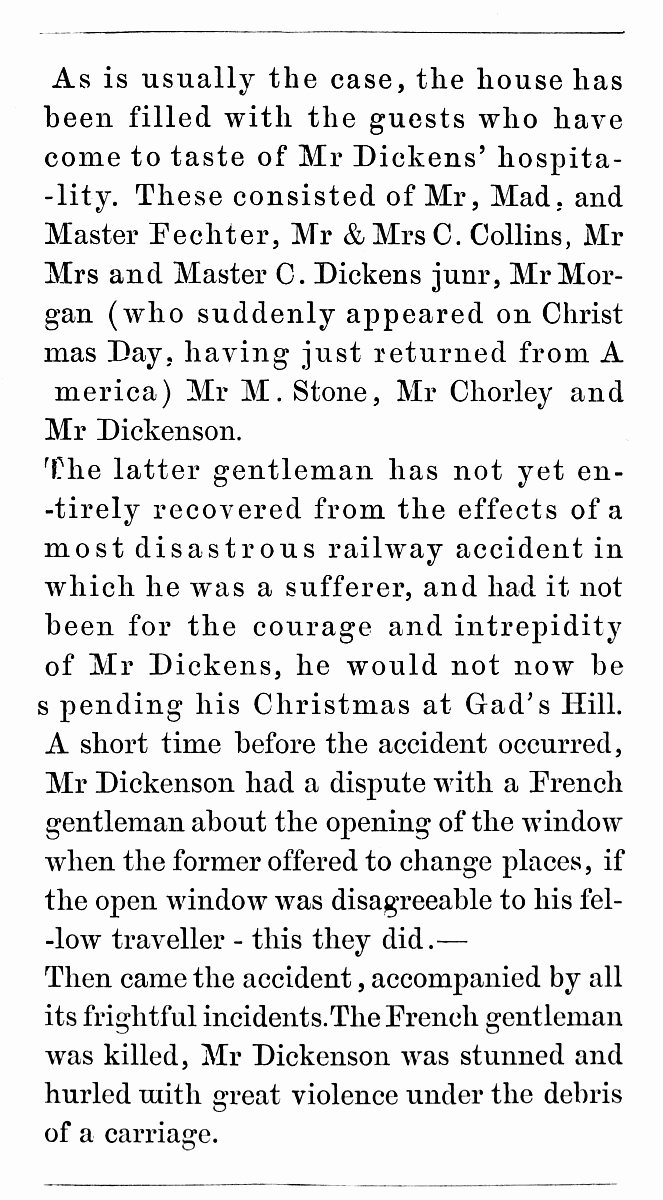 As is usually the case, the house has
been filled with the guests who have
come to taste of Mr Dickens' hospita-
-lity. These consisted of Mr, Mad. and
Master Fechter, Mr & Mrs C. Collins, Mr
Mrs and Master C. Dickens junr, Mr Mor-
gan (who suddenly appeared on Christ
mas Day, having just returned from A
merica) Mr M. Stone, Mr Chorley and
Mr Dickenson.
The latter gentleman has not yet en-
-tirely recovered from the effects of a
most disastrous railway accident in
which he was a sufferer, and had it not
been for the courage and intrepidity
of Mr Dickens, he would not now be
s pending his Christmas at Gad's Hill.
A short time before the accident occurred,
Mr Dickenson had a dispute with a French
gentleman about the opening of the window
when the former offered to change places, if
the open window was disagreeable to his fel-
-low traveller - this they did.—
Then came the accident, accompanied by all
its frightful incidents.The French gentleman
was killed, Mr Dickenson was stunned and
hurled with great violence under the debris
of a carriage.